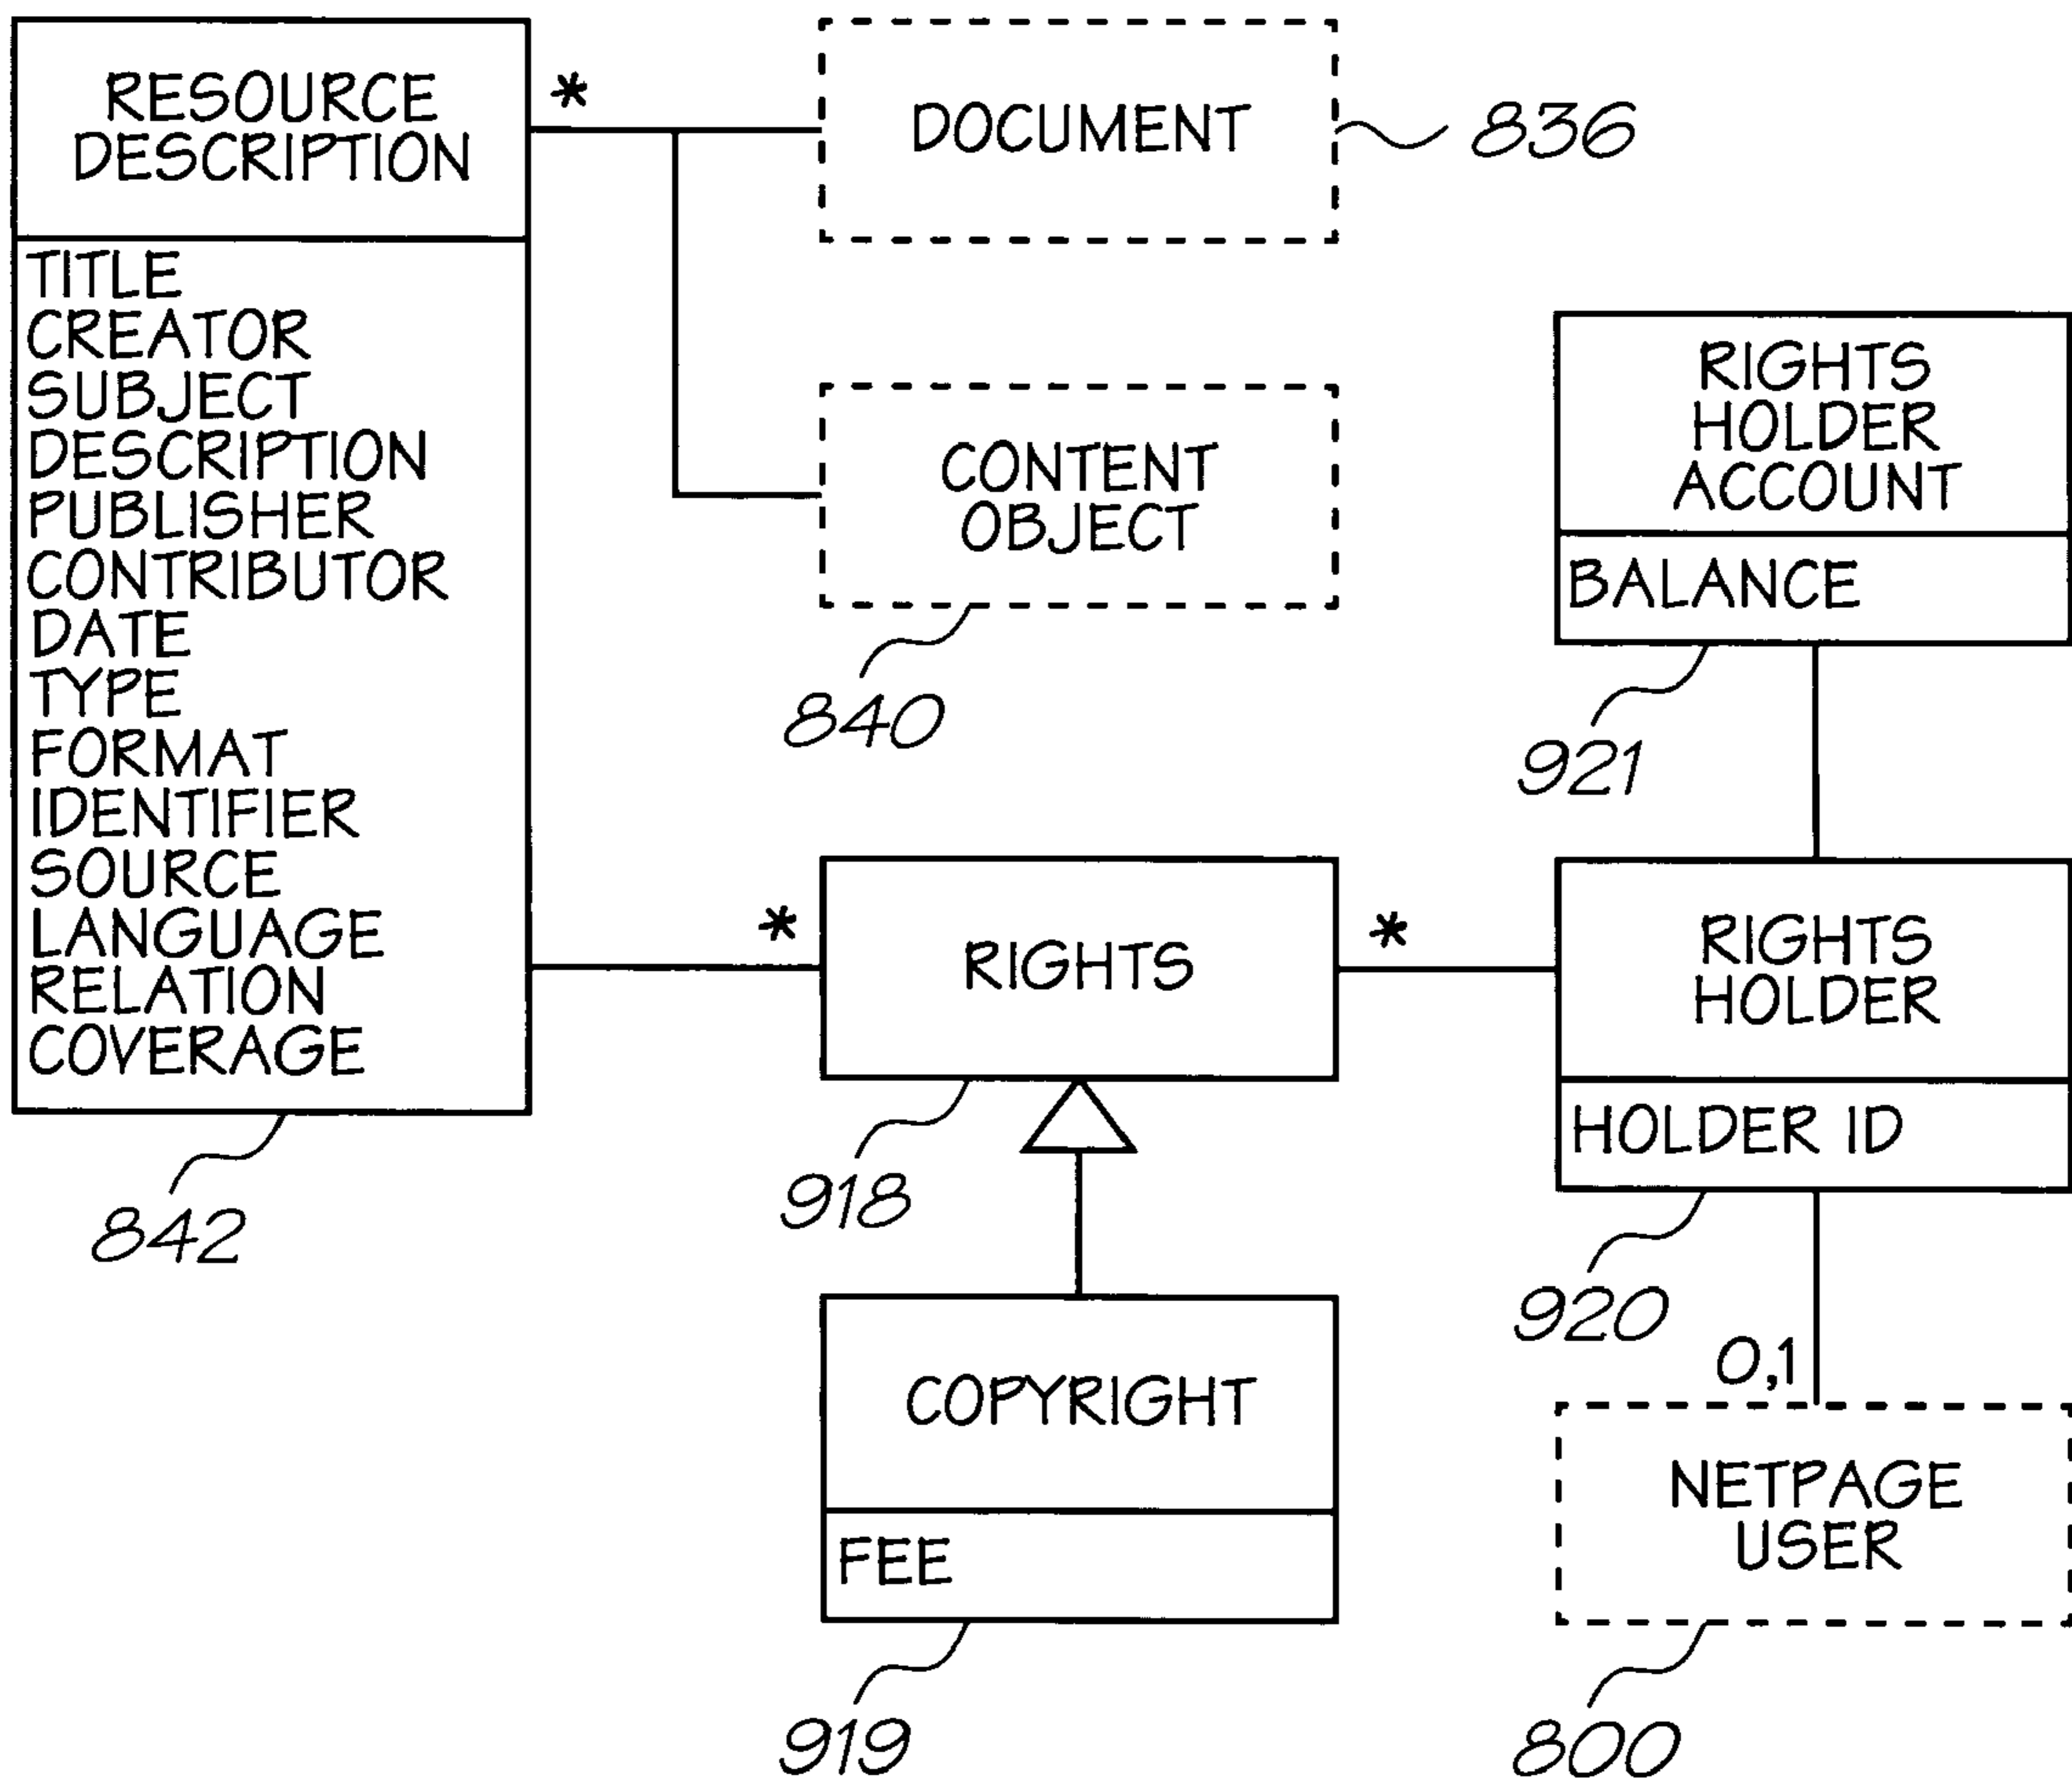 RESOURCE
DESCRIPTION
TITLE
CREATOR
SUBJECT
DESCRIPTION
PUBLISHER
CONTRIBUTOR
DATE
TYPE
FORMAT
IDENTIFIER
SOURCE
LANGUAGE
RELATION
COVERAGE
842
*
DOCUMENT
836
CONTENT
OBJECT
840
RIGHTS
HOLDER
ACCOUNT
BALANCE
921
*
RIGHTS
918
*
RIGHTS
HOLDER
HOLDER ID
920
COPYRIGHT
FEE
919
0,1
NETPAGE
USER
800